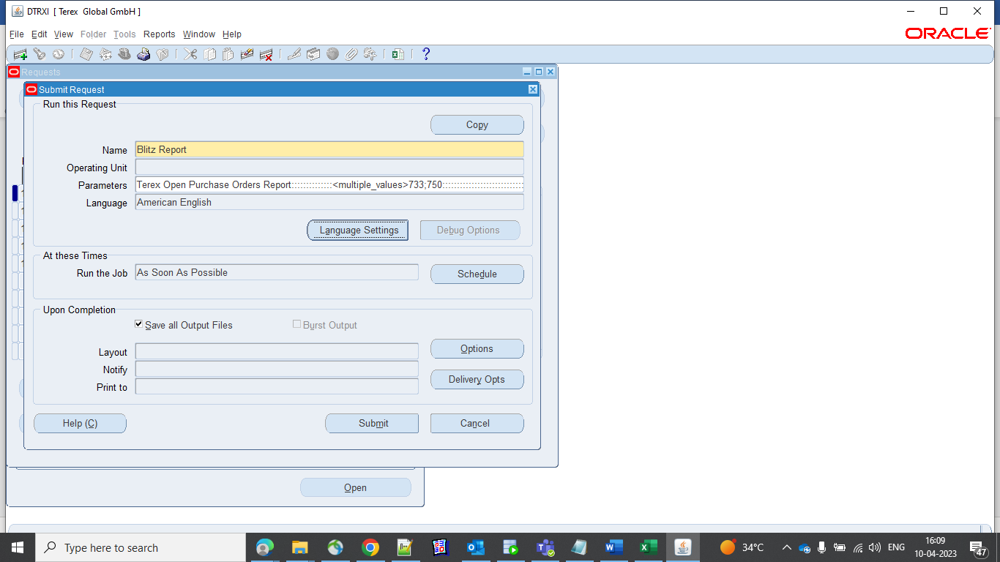 DTRXI [ Terex Global GmbH ]
File Edit View Folder Tools Reports Window Help
ORACLE
Requests
Submit Request
Run this Request
Copy
Name Blitz Report
Operating Unit
Parameters Terex Open Purchase Orders Report::::::::::::::<multiple_values>733;750::::::::::::::::::::::::::::
Language American English
Language Settings Debug Options
At these Times
Run the Job As Soon As Possible Schedule
Upon Completion
Save all Output Files Burst Output
Layout Options
Notify
Print to Delivery Opts
Help (C) Submit Cancel
Open
Type here to search 34°C ENG 16:09
10-04-2023 47